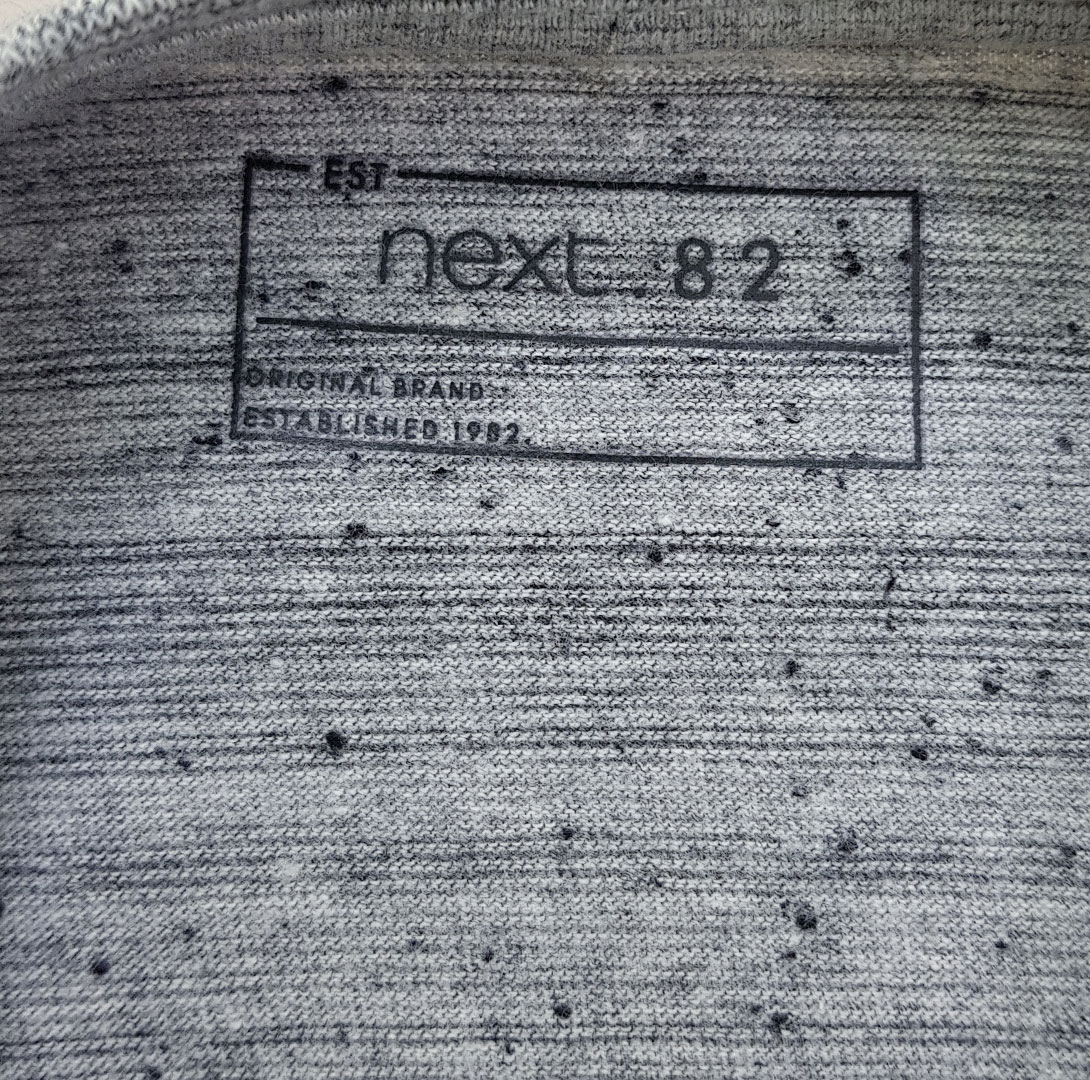 EST
next. 82
ORIGINAL BRAND
ESTABLISHED 1982.